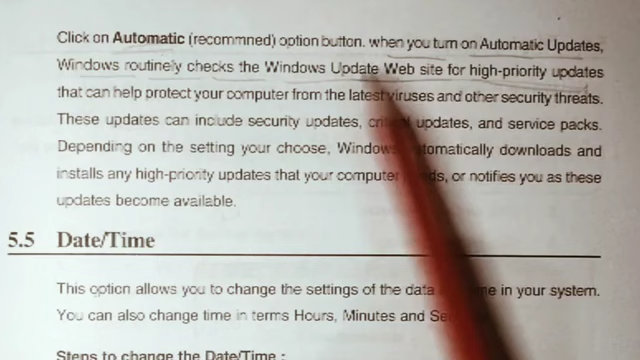 Click on Automatic (recommned) option button. when you turn on Automatic Updates,
Windows routinely checks the Windows Update Web site for high-priority updates
that can help protect your computer from the latest viruses and other security threats.
These updates can include security updates, updates, and service packs.
Depending on the setting your choose, Windows automatically downloads and
installs any high-priority updates that your computer or notifies you as these
updates become available.
5.5 Date/Time
This option allows you to change the settings of the data in your system.
You can also change time in terms Hours, Minutes and
Steps to change the Date/Time :